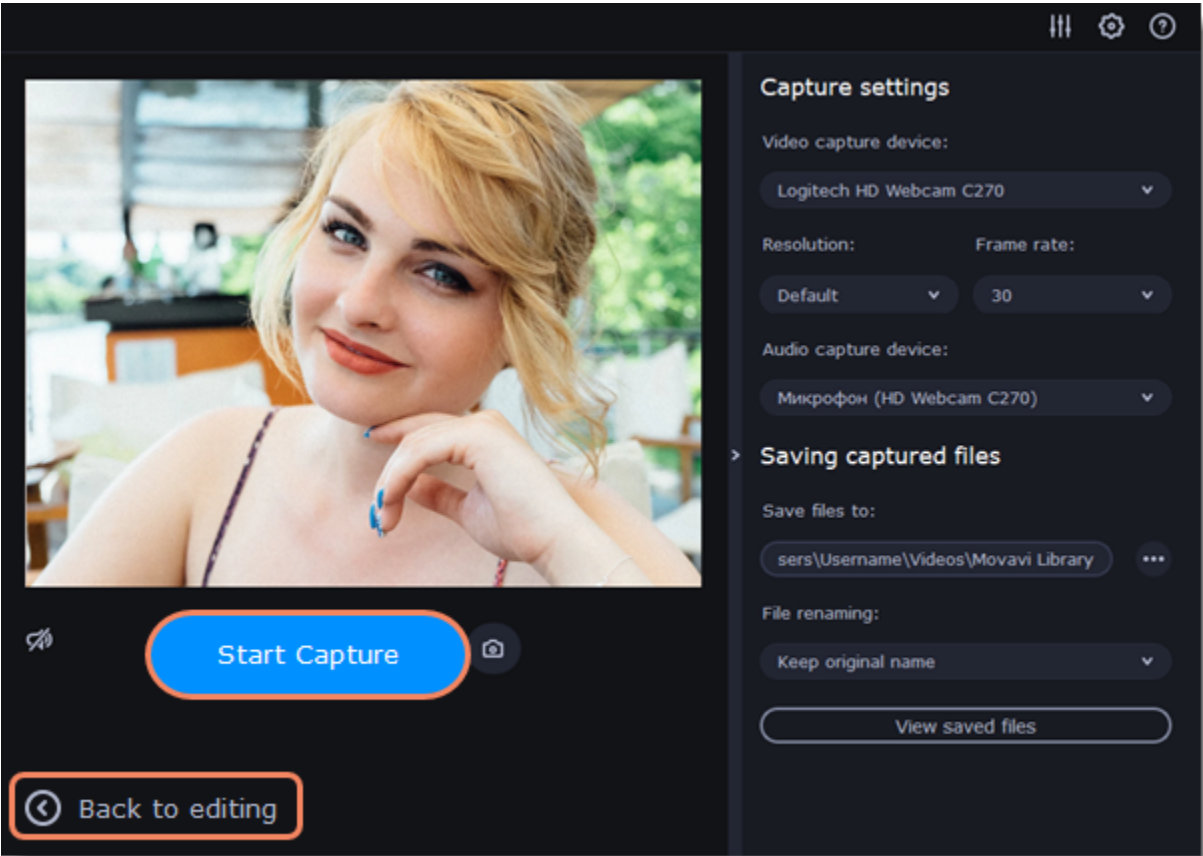 Capture settings
Video capture device:
Logitech HD Webcam C270
Resolution: Frame rate:
Default 30
Audio capture device:
Микрофон (HD Webcam C270)
Saving captured files
Save files to:
sers\Username\Videos\Movavi Library
File renaming:
Keep original name
View saved files
Start Capture
Back to editing